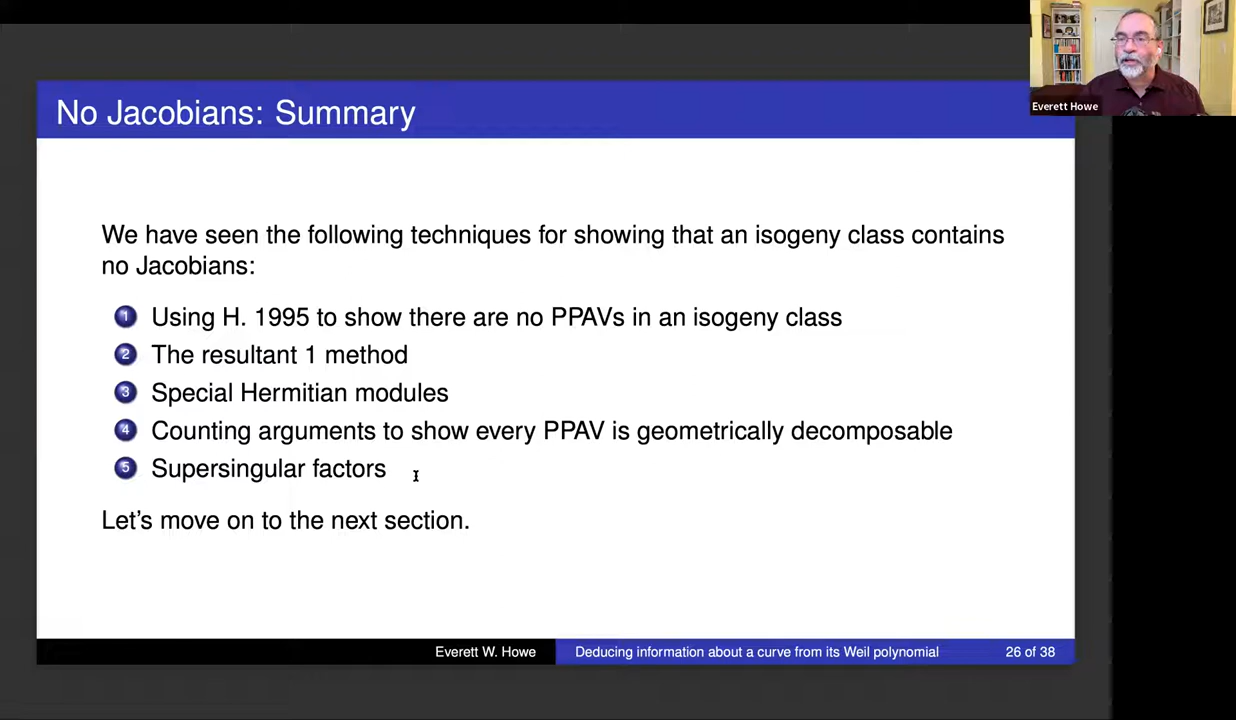 No Jacobians: Summary
Everett Howe
We have seen the following techniques for showing that an isogeny class contains
no Jacobians:
1 Using H. 1995 to show there are no PPAVs in an isogeny class
2 The resultant 1 method
3 Special Hermitian modules
4 Counting arguments to show every PPAV is geometrically decomposable
5 Supersingular factors
Let's move on to the next section.
Everett W. Howe Deducing information about a curve from its Weil polynomial 26 of 38